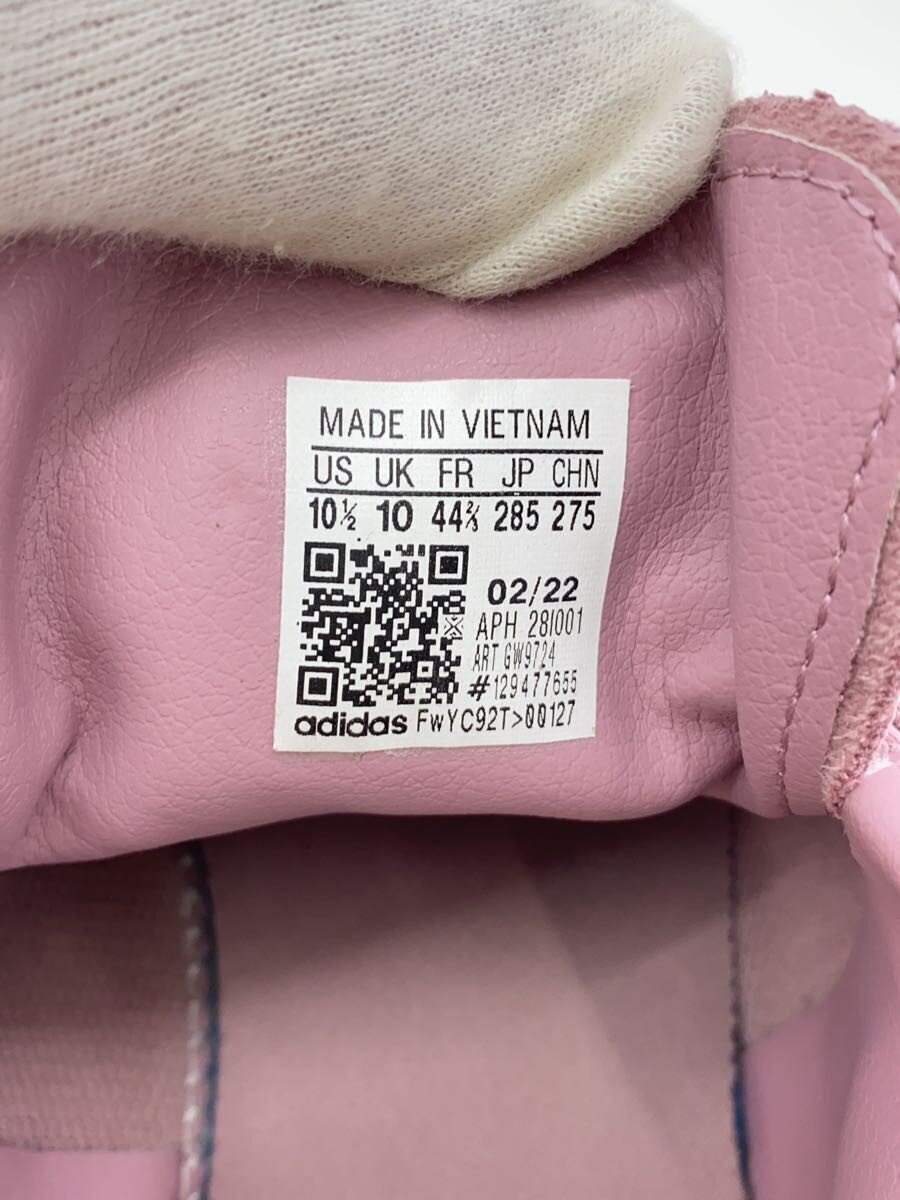 MADE IN VIETNAM
US UK FR JP CHN
10½ 10 44⅔ 285 275
02/22
APH 28I001
ART GW9724
#129477655
adidas FwYC92T>00127